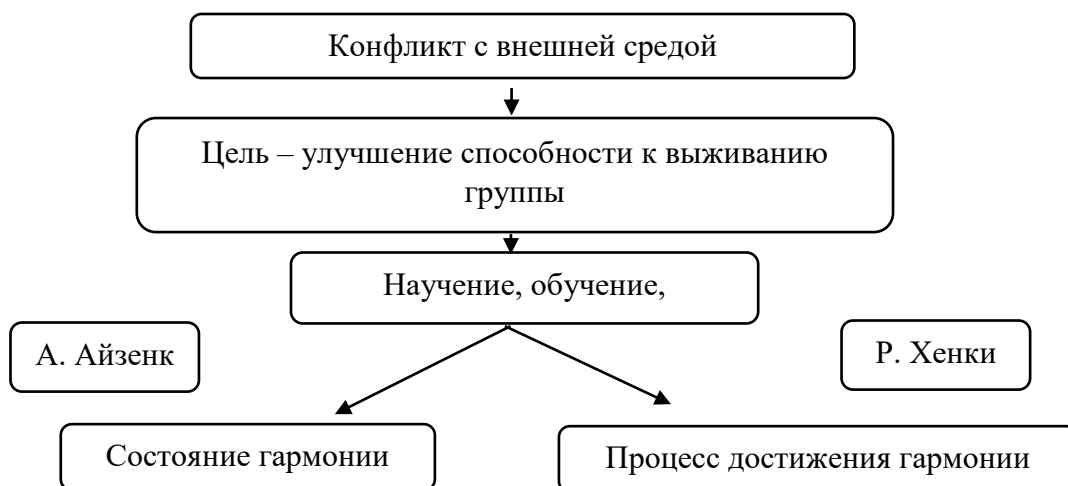 Конфликт с внешней средой
Цель – улучшение способности к выживанию
группы
Научение, обучение,
А. Айзенк
Р. Хенки
Состояние гармонии
Процесс достижения гармонии